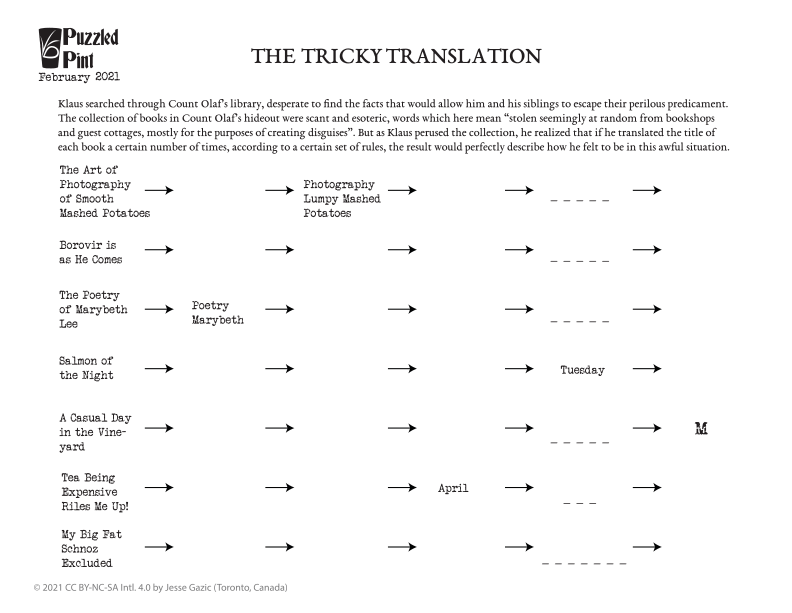 Puzzled
Pint
February 2021
THE TRICKY TRANSLATION
Klaus searched through Count Olaf's library, desperate to find the facts that would allow him and his siblings to escape their perilous predicament.
The collection of books in Count Olaf's hideout were scant and esoteric, words which here mean “stolen seemingly at random from bookshops
and guest cottages, mostly for the purposes of creating disguises”. But as Klaus perused the collection, he realized that if he translated the title of
each book a certain number of times, according to a certain set of rules, the result would perfectly describe how he felt to be in this awful situation.
The Art of
Photography
of Smooth
Mashed Potatoes
Photography
Lumpy Mashed
Potatoes
_ _ _ _ _
Borovir is
as He Comes
_ _ _ _ _
The Poetry
of Marybeth
Lee
Poetry
Marybeth
_ _ _ _ _
Salmon of
the Night
Tuesday
A Casual Day
in the Vine-
yard
_ _ _ _ _
M
Tea Being
Expensive
Riles Me Up!
April
_ _ _
My Big Fat
Schnoz
Excluded
_ _ _ _ _ _ _
© 2021 CC BY-NC-SA Intl. 4.0 by Jesse Gazic (Toronto, Canada)